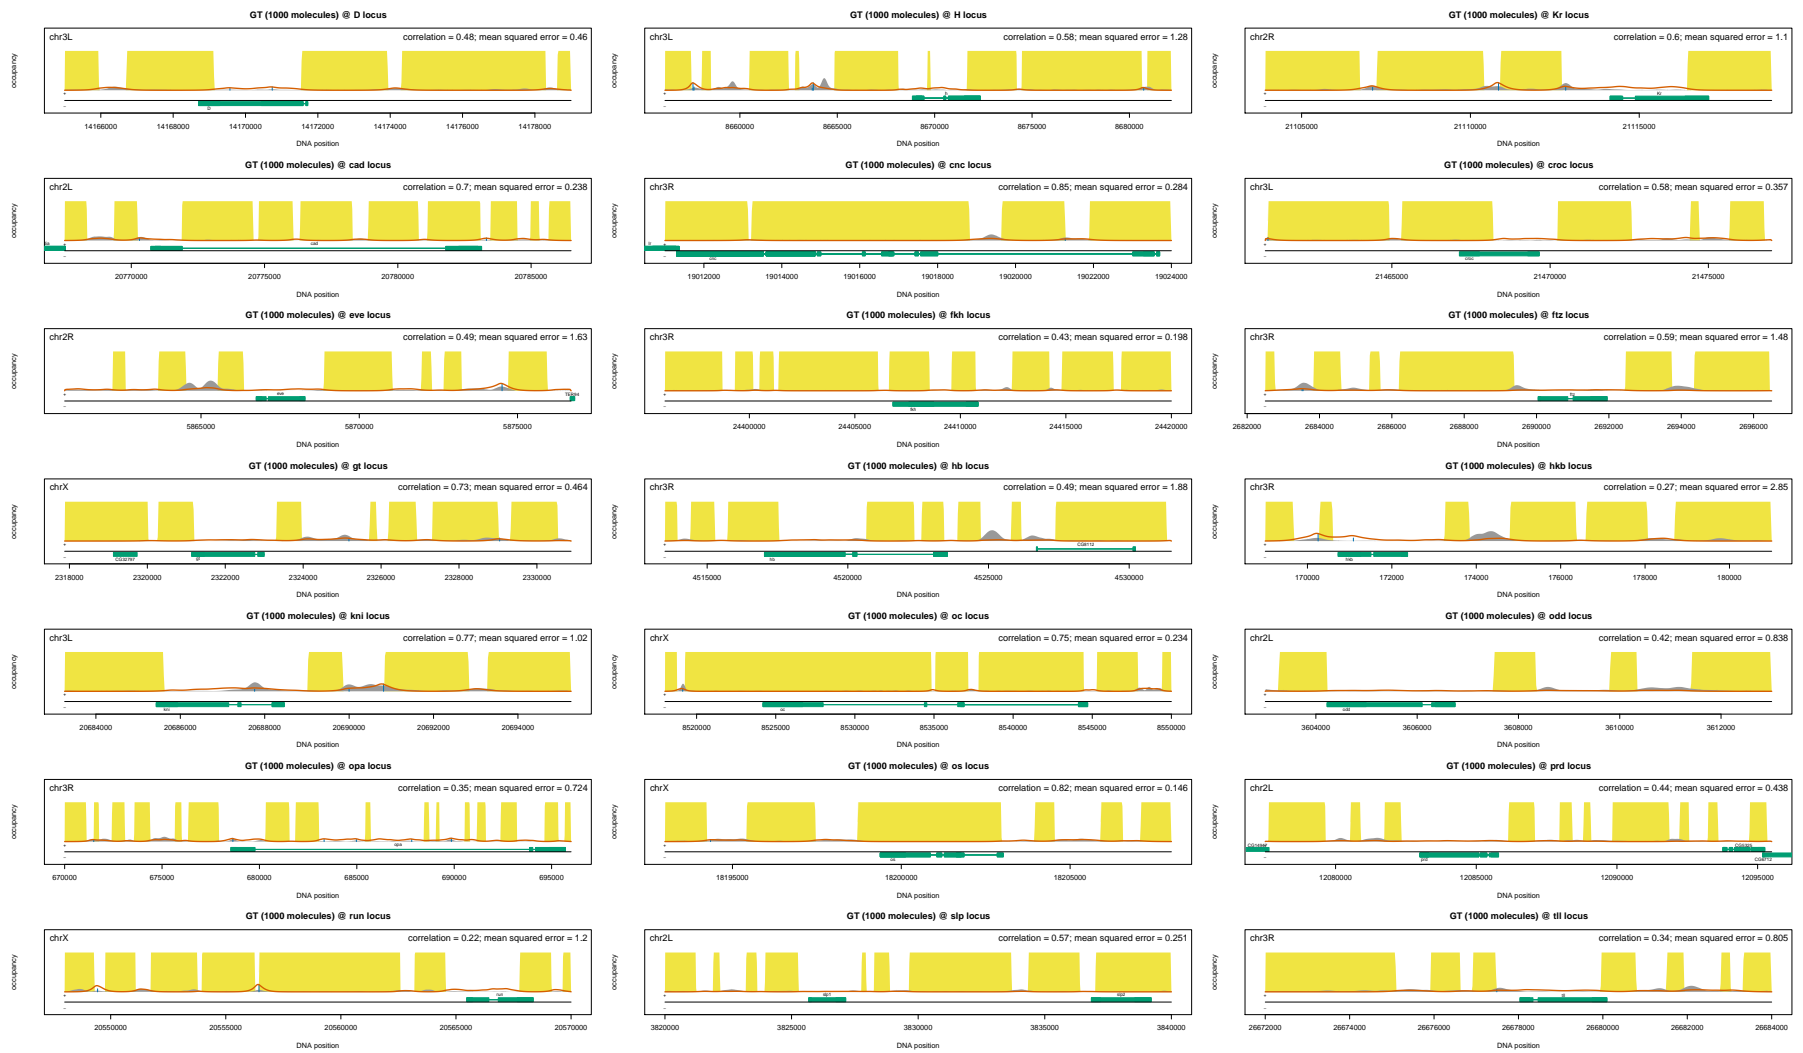 GT (1000 molecules) @ D locus
chr3L
correlation = 0.48; mean squared error = 0.46
occupancy
D
14166000 14168000 14170000 14172000 14174000 14176000 14178000
DNA position
GT (1000 molecules) @ H locus
chr3L
correlation = 0.58; mean squared error = 1.28
occupancy
h
8660000 8665000 8670000 8675000 8680000
DNA position
GT (1000 molecules) @ Kr locus
chr2R
correlation = 0.6; mean squared error = 1.1
occupancy
Kr
21105000 21110000 21115000
DNA position
GT (1000 molecules) @ cad locus
chr2L
correlation = 0.7; mean squared error = 0.238
occupancy
cad
20770000 20775000 20780000 20785000
DNA position
GT (1000 molecules) @ cnc locus
chr3R
correlation = 0.85; mean squared error = 0.284
occupancy
cnc
19012000 19014000 19016000 19018000 19020000 19022000 19024000
DNA position
GT (1000 molecules) @ croc locus
chr3L
correlation = 0.58; mean squared error = 0.357
occupancy
croc
21465000 21470000 21475000
DNA position
GT (1000 molecules) @ eve locus
chr2R
correlation = 0.49; mean squared error = 1.63
occupancy
eve
TER94
5865000 5870000 5875000
DNA position
GT (1000 molecules) @ fkh locus
chr3R
correlation = 0.43; mean squared error = 0.198
occupancy
fkh
24400000 24405000 24410000 24415000 24420000
DNA position
GT (1000 molecules) @ ftz locus
chr3R
correlation = 0.59; mean squared error = 1.48
occupancy
ftz
2682000 2684000 2686000 2688000 2690000 2692000 2694000 2696000
DNA position
GT (1000 molecules) @ gt locus
chrX
correlation = 0.73; mean squared error = 0.464
occupancy
CG32797
gt
2318000 2320000 2322000 2324000 2326000 2328000 2330000
DNA position
GT (1000 molecules) @ hb locus
chr3R
correlation = 0.49; mean squared error = 1.88
occupancy
hb
CG8112
4515000 4520000 4525000 4530000
DNA position
GT (1000 molecules) @ hkb locus
chr3R
correlation = 0.27; mean squared error = 2.85
occupancy
hkb
170000 172000 174000 176000 178000 180000
DNA position
GT (1000 molecules) @ kni locus
chr3L
correlation = 0.77; mean squared error = 1.02
occupancy
kni
20684000 20686000 20688000 20690000 20692000 20694000
DNA position
GT (1000 molecules) @ oc locus
chrX
correlation = 0.75; mean squared error = 0.234
occupancy
oc
8520000 8525000 8530000 8535000 8540000 8545000 8550000
DNA position
GT (1000 molecules) @ odd locus
chr2L
correlation = 0.42; mean squared error = 0.838
occupancy
odd
3604000 3606000 3608000 3610000 3612000
DNA position
GT (1000 molecules) @ opa locus
chr3R
correlation = 0.35; mean squared error = 0.724
occupancy
opa
670000 675000 680000 685000 690000 695000
DNA position
GT (1000 molecules) @ os locus
chrX
correlation = 0.82; mean squared error = 0.146
occupancy
os
18195000 18200000 18205000
DNA position
GT (1000 molecules) @ prd locus
chr2L
correlation = 0.44; mean squared error = 0.438
occupancy
prd
12080000 12085000 12090000 12095000
DNA position
GT (1000 molecules) @ run locus
chrX
correlation = 0.22; mean squared error = 1.2
occupancy
run
20550000 20555000 20560000 20565000 20570000
DNA position
GT (1000 molecules) @ slp locus
chr2L
correlation = 0.57; mean squared error = 0.251
occupancy
slp1
slp2
3820000 3825000 3830000 3835000 3840000
DNA position
GT (1000 molecules) @ tll locus
chr3R
correlation = 0.34; mean squared error = 0.805
occupancy
tll
26672000 26674000 26676000 26678000 26680000 26682000 26684000
DNA position